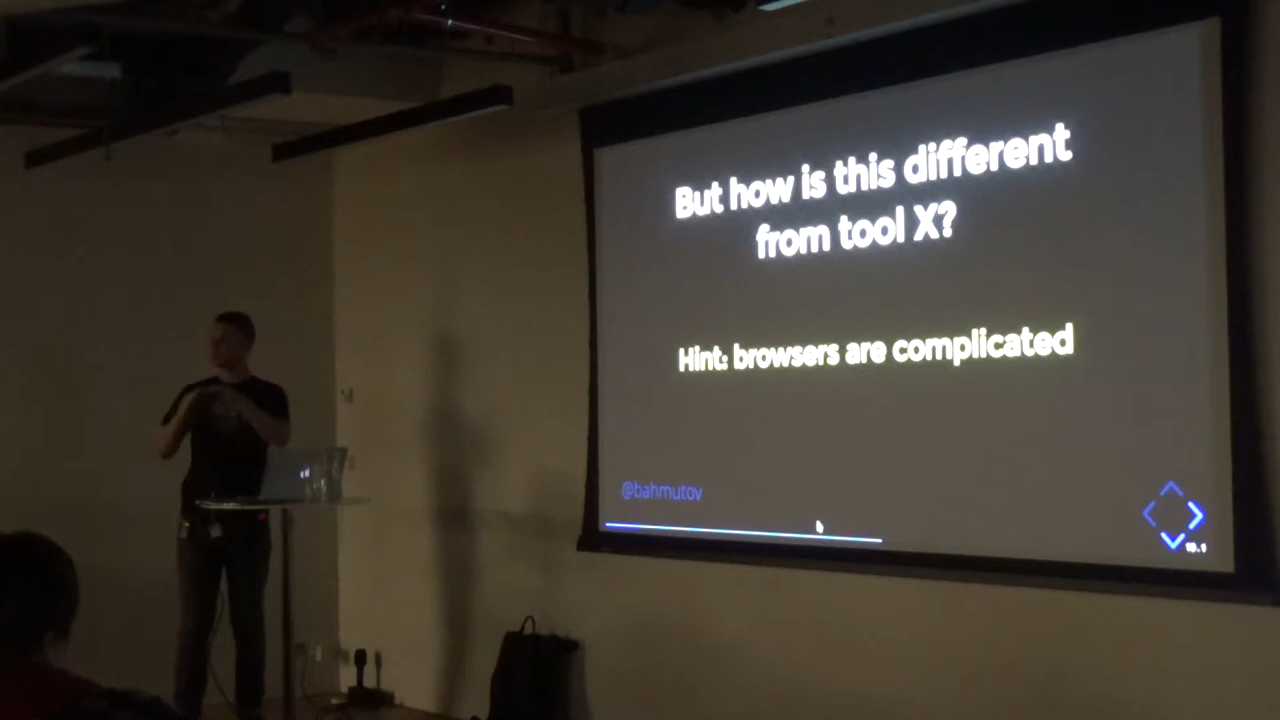 But how is this different
from tool X?
Hint: browsers are complicated
@bahmutov